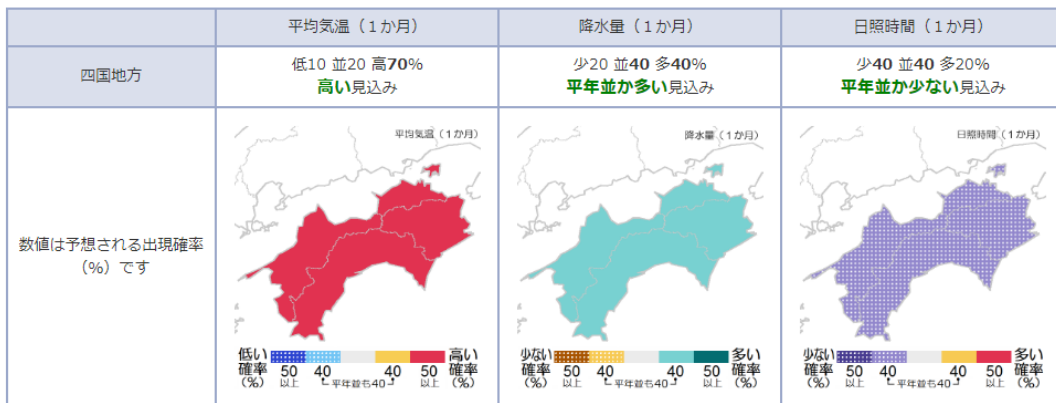 平均気温（１か月）
降水量（１か月）
日照時間（１か月）
四国地方
低10 並20 高70%
高い見込み
少20 並40 多40%
平年並か多い見込み
少40 並40 多20%
平年並か少ない見込み
数値は予想される出現確率
（%）です
平均気温（１か月）
低い
確率
(%)
50
以上
40
平年並も40
40
50
以上
高い
確率
(%)
降水量（１か月）
少ない
確率
(%)
50
以上
40
平年並も40
40
50
以上
多い
確率
(%)
日照時間（１か月）
少ない
確率
(%)
50
以上
40
平年並も40
40
50
以上
多い
確率
(%)